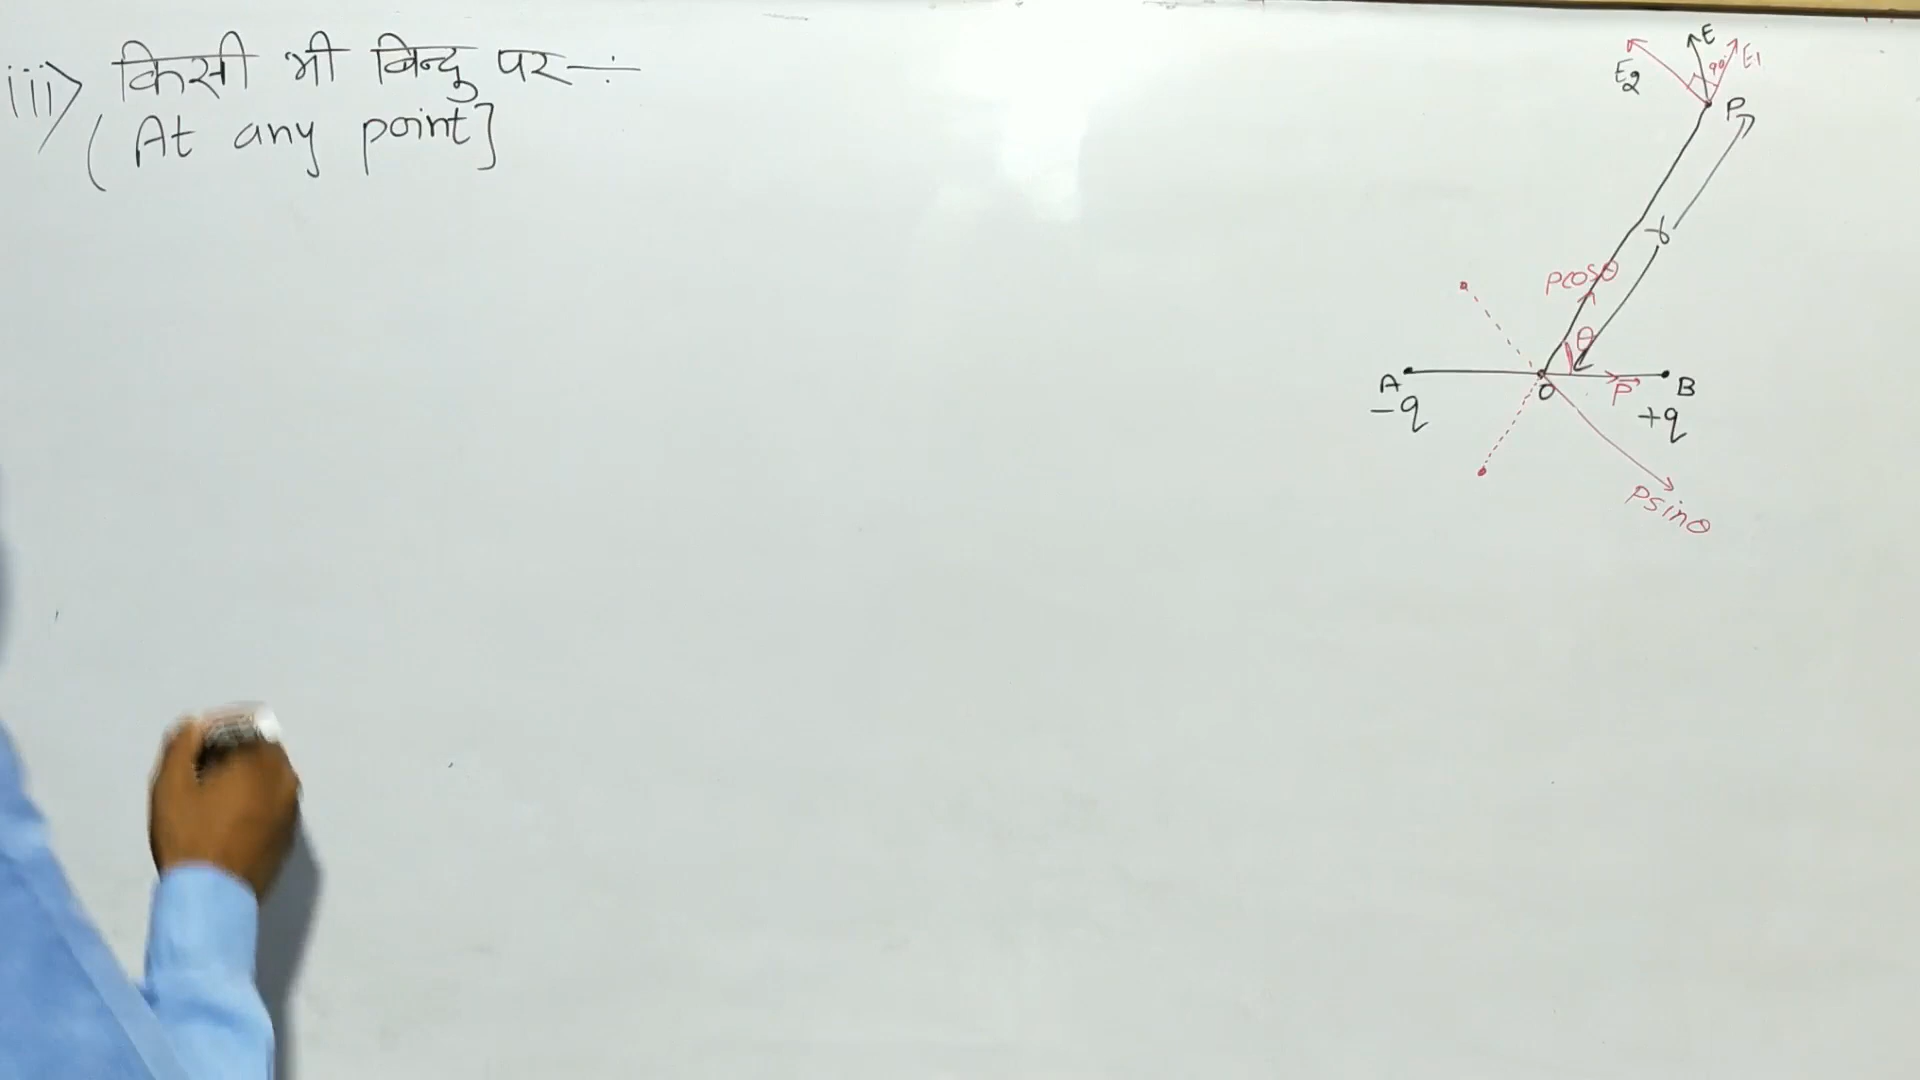 iii> किसी भी बिन्दु पर ÷
( At any point]
E
E2
90°
E1
P
r
pcosθ
θ
A
O
P
B
-q
+q
psinθ